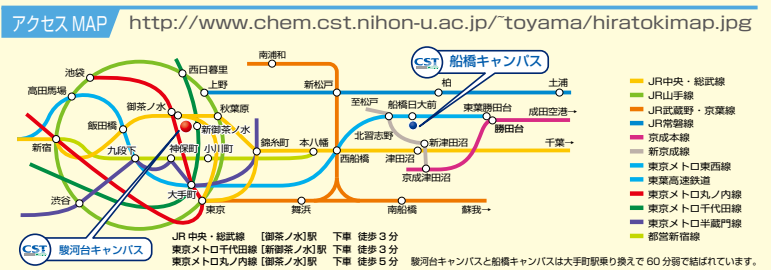 アクセス MAP http://www.chem.cst.nihon-u.ac.jp/~toyama/hiratokimap.jpg
南浦和
CST 船橋キャンパス
池袋
西日暮里
上野
新松戸
柏
土浦
高田馬場
御茶ノ水
秋葉原
至松戸
船橋日大前
東葉勝田台
成田空港→
飯田橋
新御茶ノ水
北習志野
勝田台
新宿
九段下
神保町
小川町
錦糸町
本八幡
西船橋
津田沼
新津田沼
千葉→
京成津田沼
大手町
渋谷
東京
舞浜
南船橋
蘇我→
CST 駿河台キャンパス
JR中央・総武線
JR山手線
JR武蔵野・京葉線
JR常磐線
京成本線
新京成線
東京メトロ東西線
東葉高速鉄道
東京メトロ丸ノ内線
東京メトロ千代田線
東京メトロ半蔵門線
都営新宿線
JR 中央・総武線 [御茶ノ水]駅 下車 徒歩3分
東京メトロ千代田線 [新御茶ノ水]駅 下車 徒歩3分
東京メトロ丸ノ内線 [御茶ノ水]駅 下車 徒歩5分
駿河台キャンパスと船橋キャンパスは大手町駅乗り換えで 60 分弱で結ばれています。